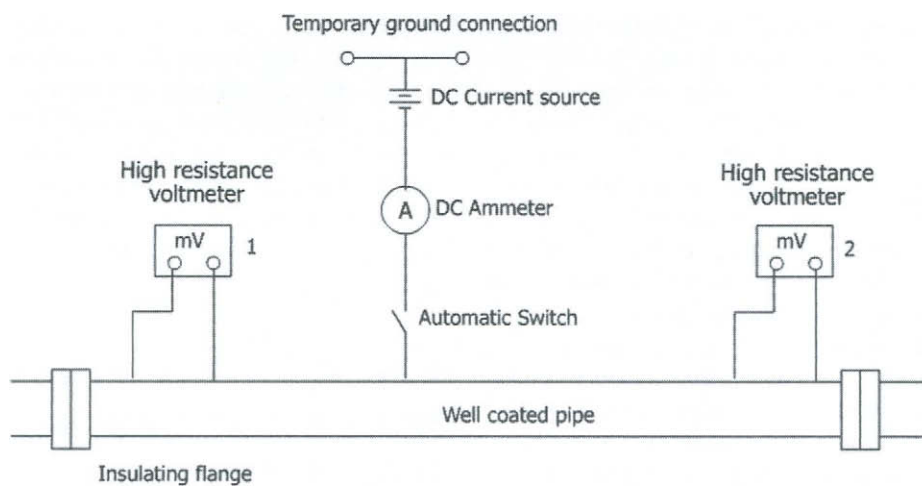 Temporary ground connection
DC Current source
High resistance
voltmeter
mV
1
A
DC Ammeter
High resistance
voltmeter
mV
2
Automatic Switch
Well coated pipe
Insulating flange